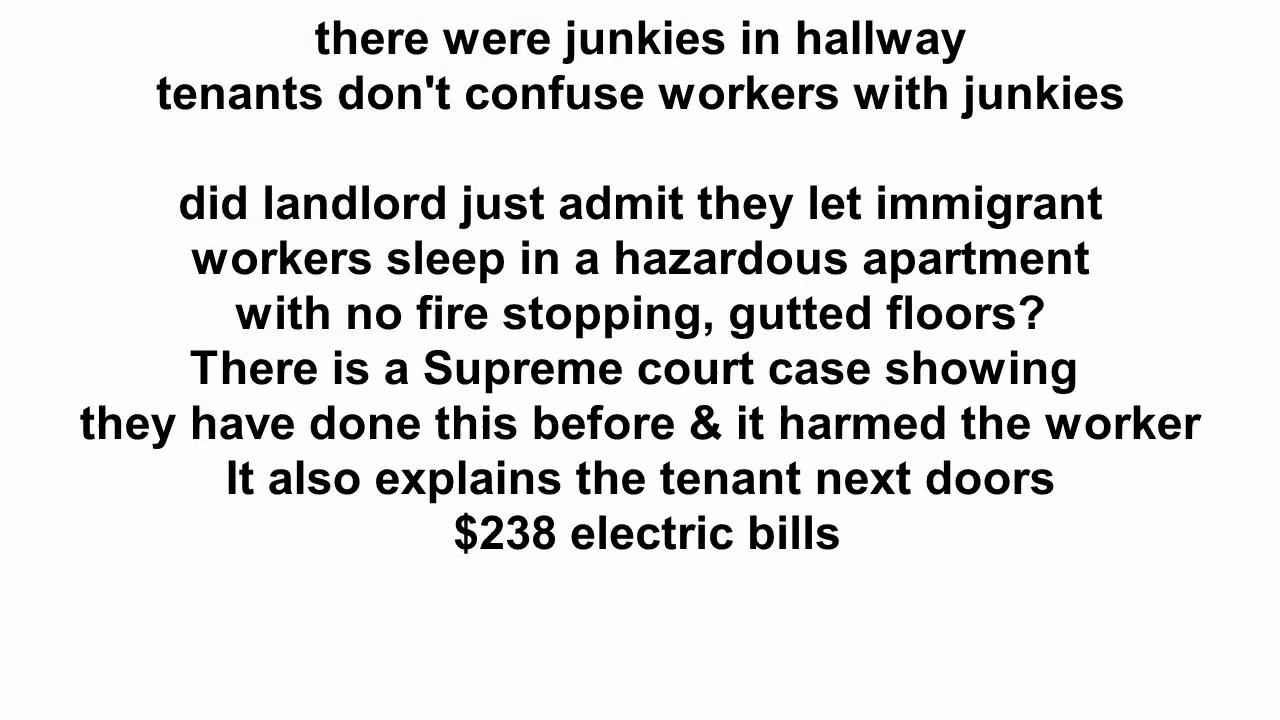 there were junkies in hallway
tenants don't confuse workers with junkies
did landlord just admit they let immigrant
workers sleep in a hazardous apartment
with no fire stopping, gutted floors?
There is a Supreme court case showing
they have done this before & it harmed the worker
It also explains the tenant next doors
$238 electric bills